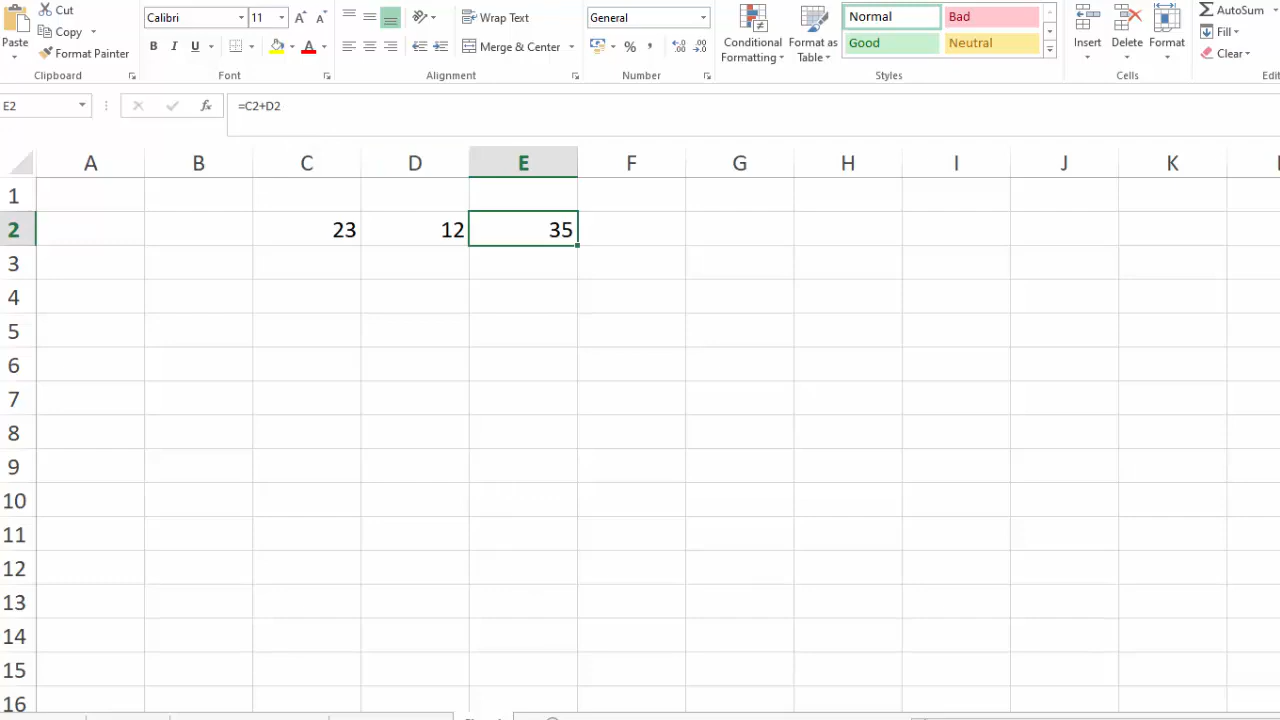 Cut
Calibri 11 A A
Wrap Text
General
Normal
Bad
AutoSum
Paste
Copy
B I U A
Merge & Center
% ,
Conditional Formatting
Format as Table
Good
Neutral
Insert
Delete
Format
Fill
Format Painter
Clear
Clipboard
Font
Alignment
Number
Styles
Cells
E2
fx
=C2+D2
A B C D E F G H I J K
1
2 23 12 35
3
4
5
6
7
8
9
10
11
12
13
14
15
16